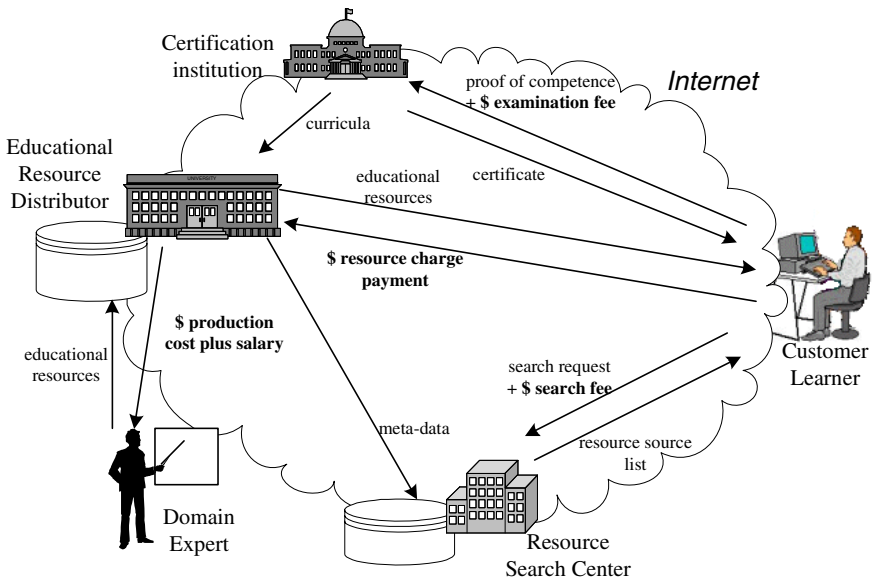 Certification
institution
proof of competence
+ $ examination fee
Internet
curricula
Educational
Resource
Distributor
UNIVERSITY
educational
resources
certificate
$ resource charge
payment
$ production
cost plus salary
educational
resources
Customer
Learner
search request
+ $ search fee
meta-data
resource source
list
Domain
Expert
Resource
Search Center